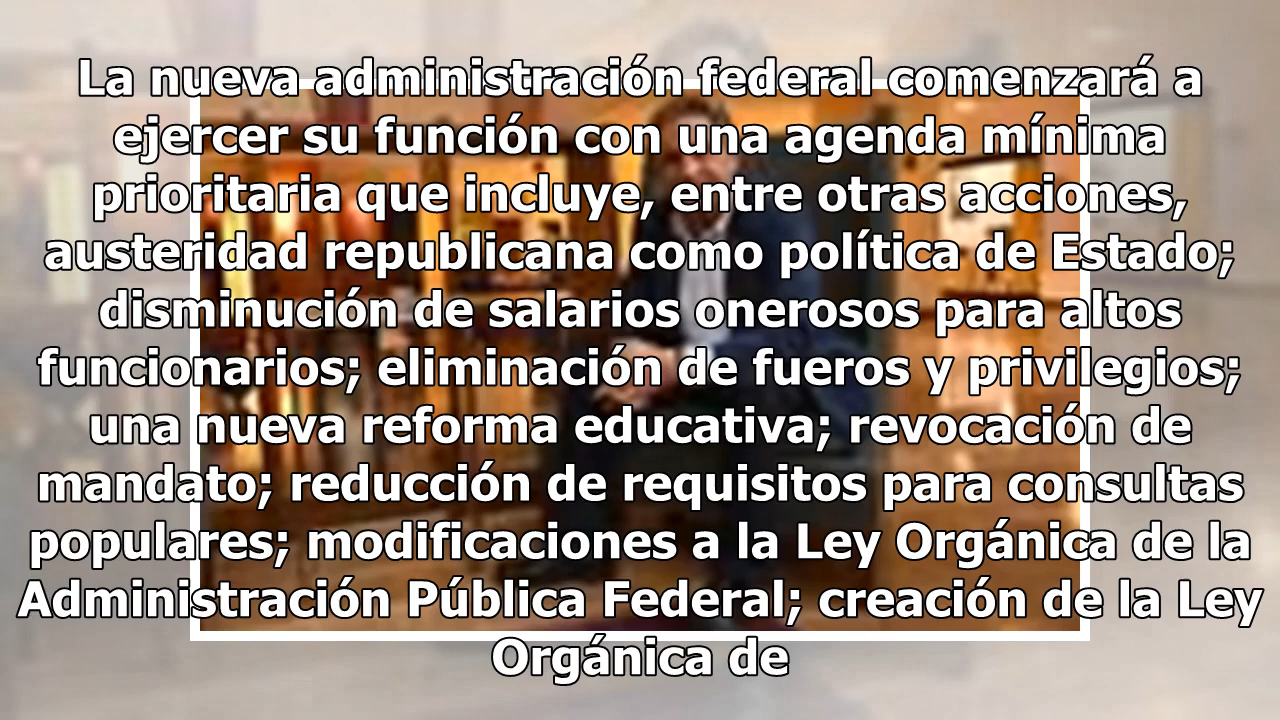 La nueva administración federal comenzará a
ejercer su función con una agenda mínima
prioritaria que incluye, entre otras acciones,
austeridad republicana como política de Estado;
disminución de salarios onerosos para altos
funcionarios; eliminación de fueros y privilegios;
una nueva reforma educativa; revocación de
mandato; reducción de requisitos para consultas
populares; modificaciones a la Ley Orgánica de la
Administración Pública Federal; creación de la Ley
Orgánica de